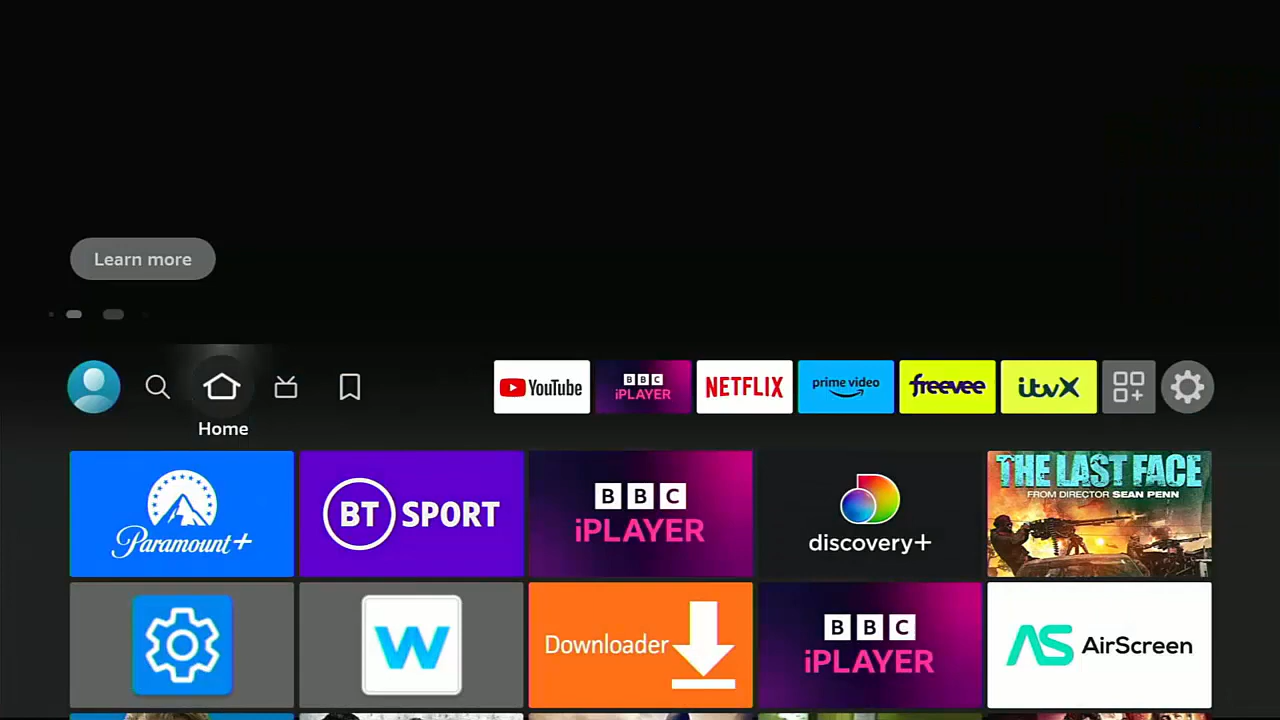 Learn more
YouTube
BBC
iPLAYER
NETFLIX
prime video
freevee
itvX
Home
Paramount+
BT SPORT
BBC
iPLAYER
discovery+
THE LAST FACE
FROM DIRECTOR SEAN PENN
W
Downloader
BBC
iPLAYER
AS AirScreen